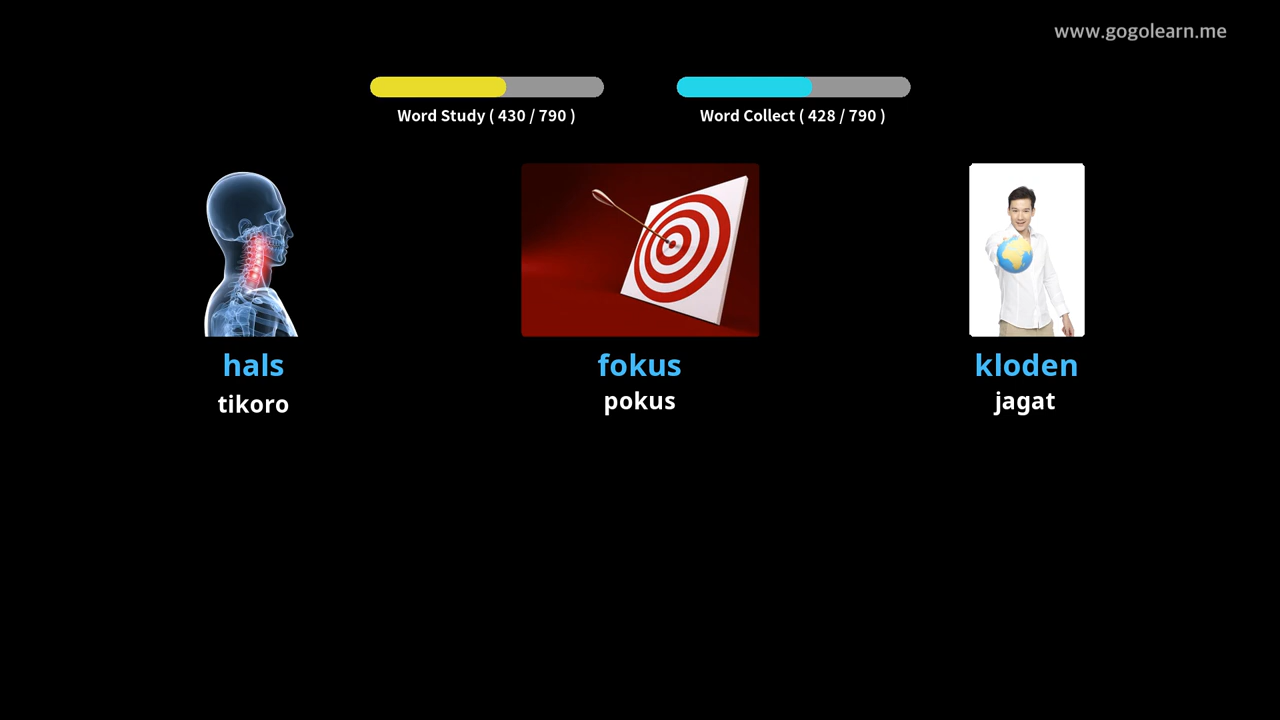 www.gogolearn.me
Word Study ( 430 / 790 )
Word Collect ( 428 / 790 )
hals
tikoro
fokus
pokus
kloden
jagat